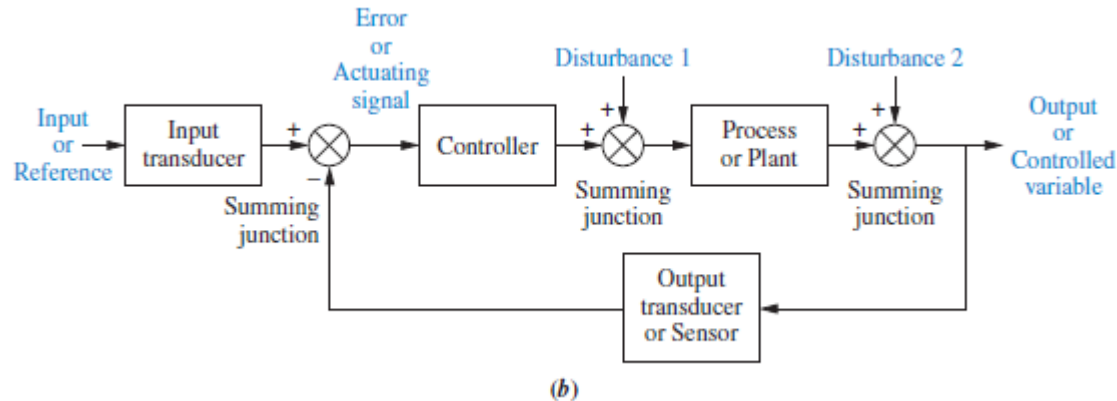 Error
or
Actuating
signal
Disturbance 1
Disturbance 2
Input
or
Reference
Input
transducer
+
−
Summing
junction
Controller
+
+
Summing
junction
Process
or Plant
+
+
Summing
junction
Output
or
Controlled
variable
Output
transducer
or Sensor
(b)